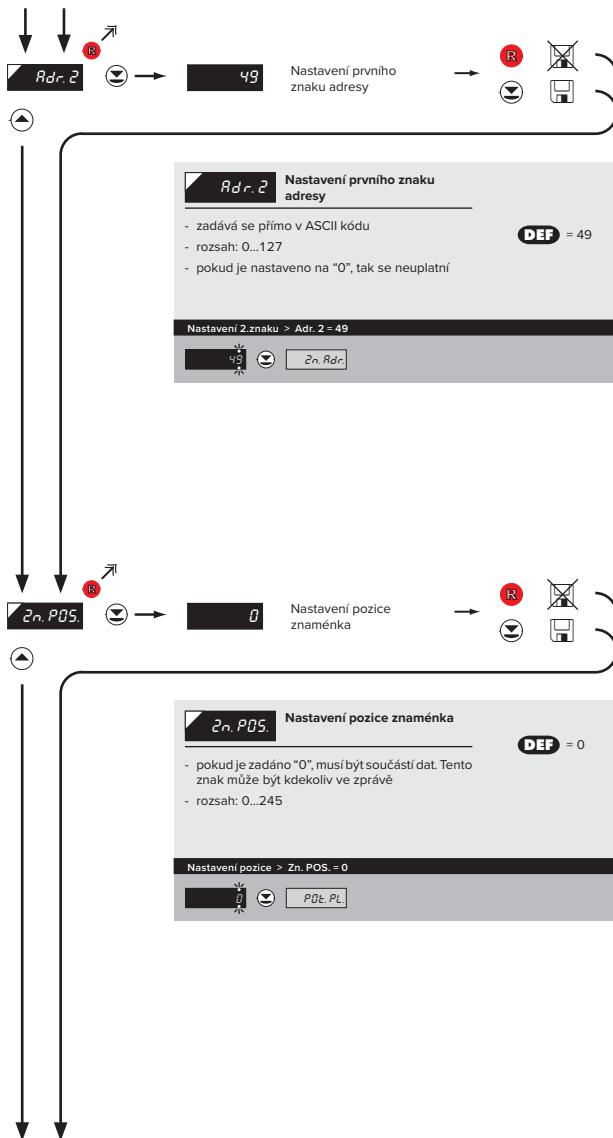 R
Adr. 2
49
Nastavení prvního
znaku adresy
R
Adr. 2
Nastavení prvního znaku
adresy
- zadává se přímo v ASCII kódu
- rozsah: 0...127
- pokud je nastaveno na “0”, tak se neuplatní
DEF = 49
Nastavení 2.znaku > Adr. 2 = 49
49
Zn. Adr.
R
Zn. POS.
0
Nastavení pozice
znaménka
R
Zn. POS.
Nastavení pozice znaménka
- pokud je zadáno “0”, musí být součástí dat. Tento
znak může být kdekoliv ve zprávě
- rozsah: 0...245
DEF = 0
Nastavení pozice > Zn. POS. = 0
0
POt. PL.